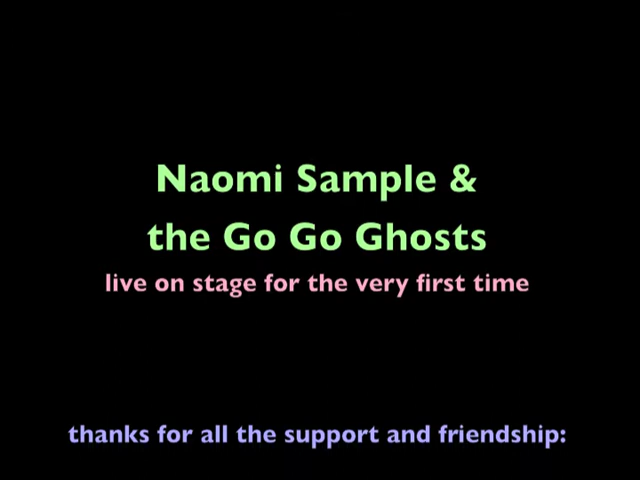 Naomi Sample &
the Go Go Ghosts
live on stage for the very first time
thanks for all the support and friendship: